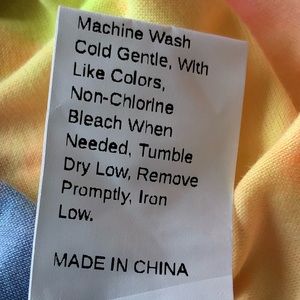 Machine Wash
Cold Gentle, With
Like Colors,
Non-Chlorine
Bleach When
Needed, Tumble
Dry Low, Remove
Promptly, Iron
Low.
MADE IN CHINA